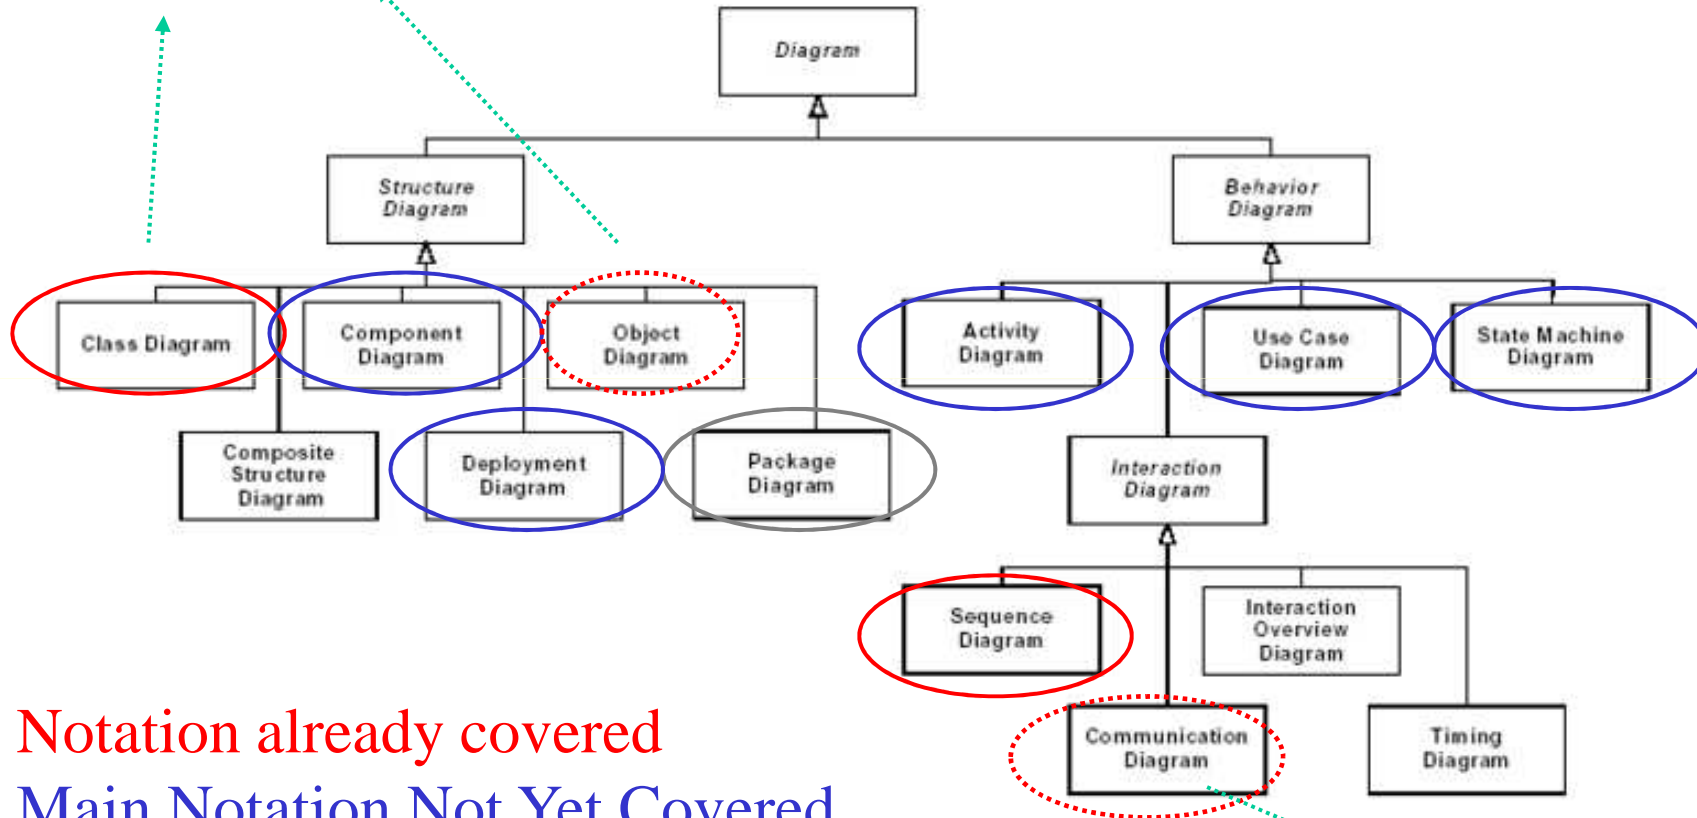 Diagram
Structure
Diagram
Behavior
Diagram
Class Diagram
Component
Diagram
Object
Diagram
Activity
Diagram
Use Case
Diagram
State Machine
Diagram
Composite
Structure
Diagram
Deployment
Diagram
Package
Diagram
Interaction
Diagram
Sequence
Diagram
Interaction
Overview
Diagram
Communication
Diagram
Timing
Diagram
Notation already covered
Main Notation Not Yet Covered